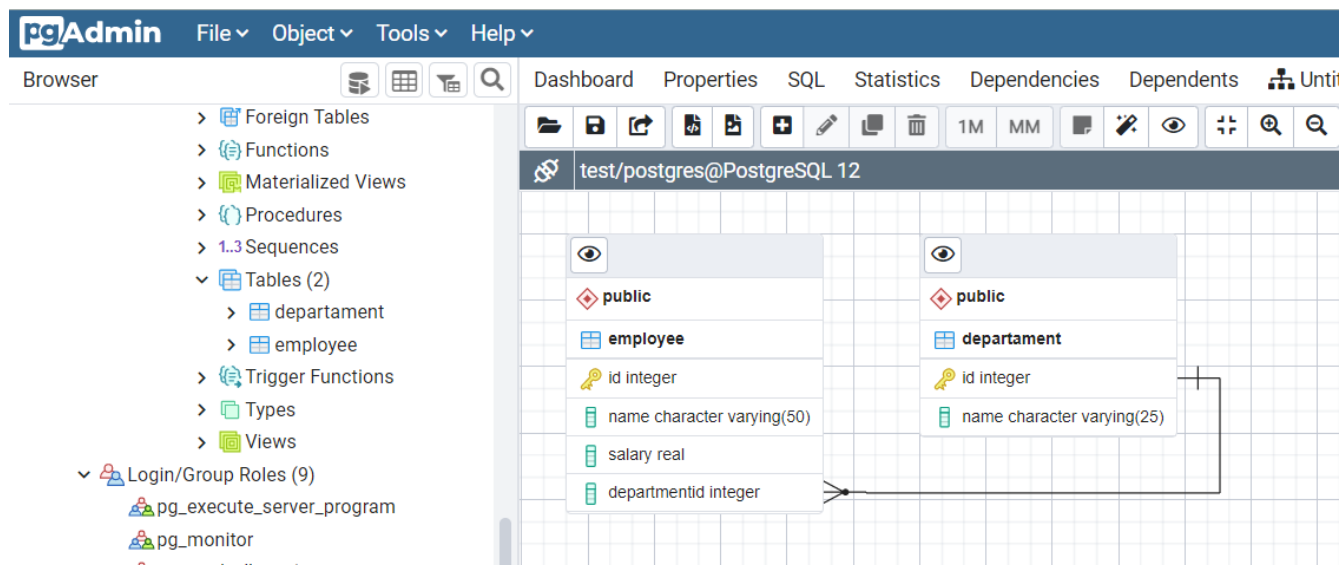 pgAdmin File Object Tools Help
Browser
Dashboard Properties SQL Statistics Dependencies Dependents
1M MM
test/postgres@PostgreSQL 12
Foreign Tables
Functions
Materialized Views
Procedures
1..3 Sequences
Tables (2)
departament
employee
Trigger Functions
Types
Views
Login/Group Roles (9)
pg_execute_server_program
pg_monitor
public
employee
id integer
name character varying(50)
salary real
departmentid integer
public
departament
id integer
name character varying(25)